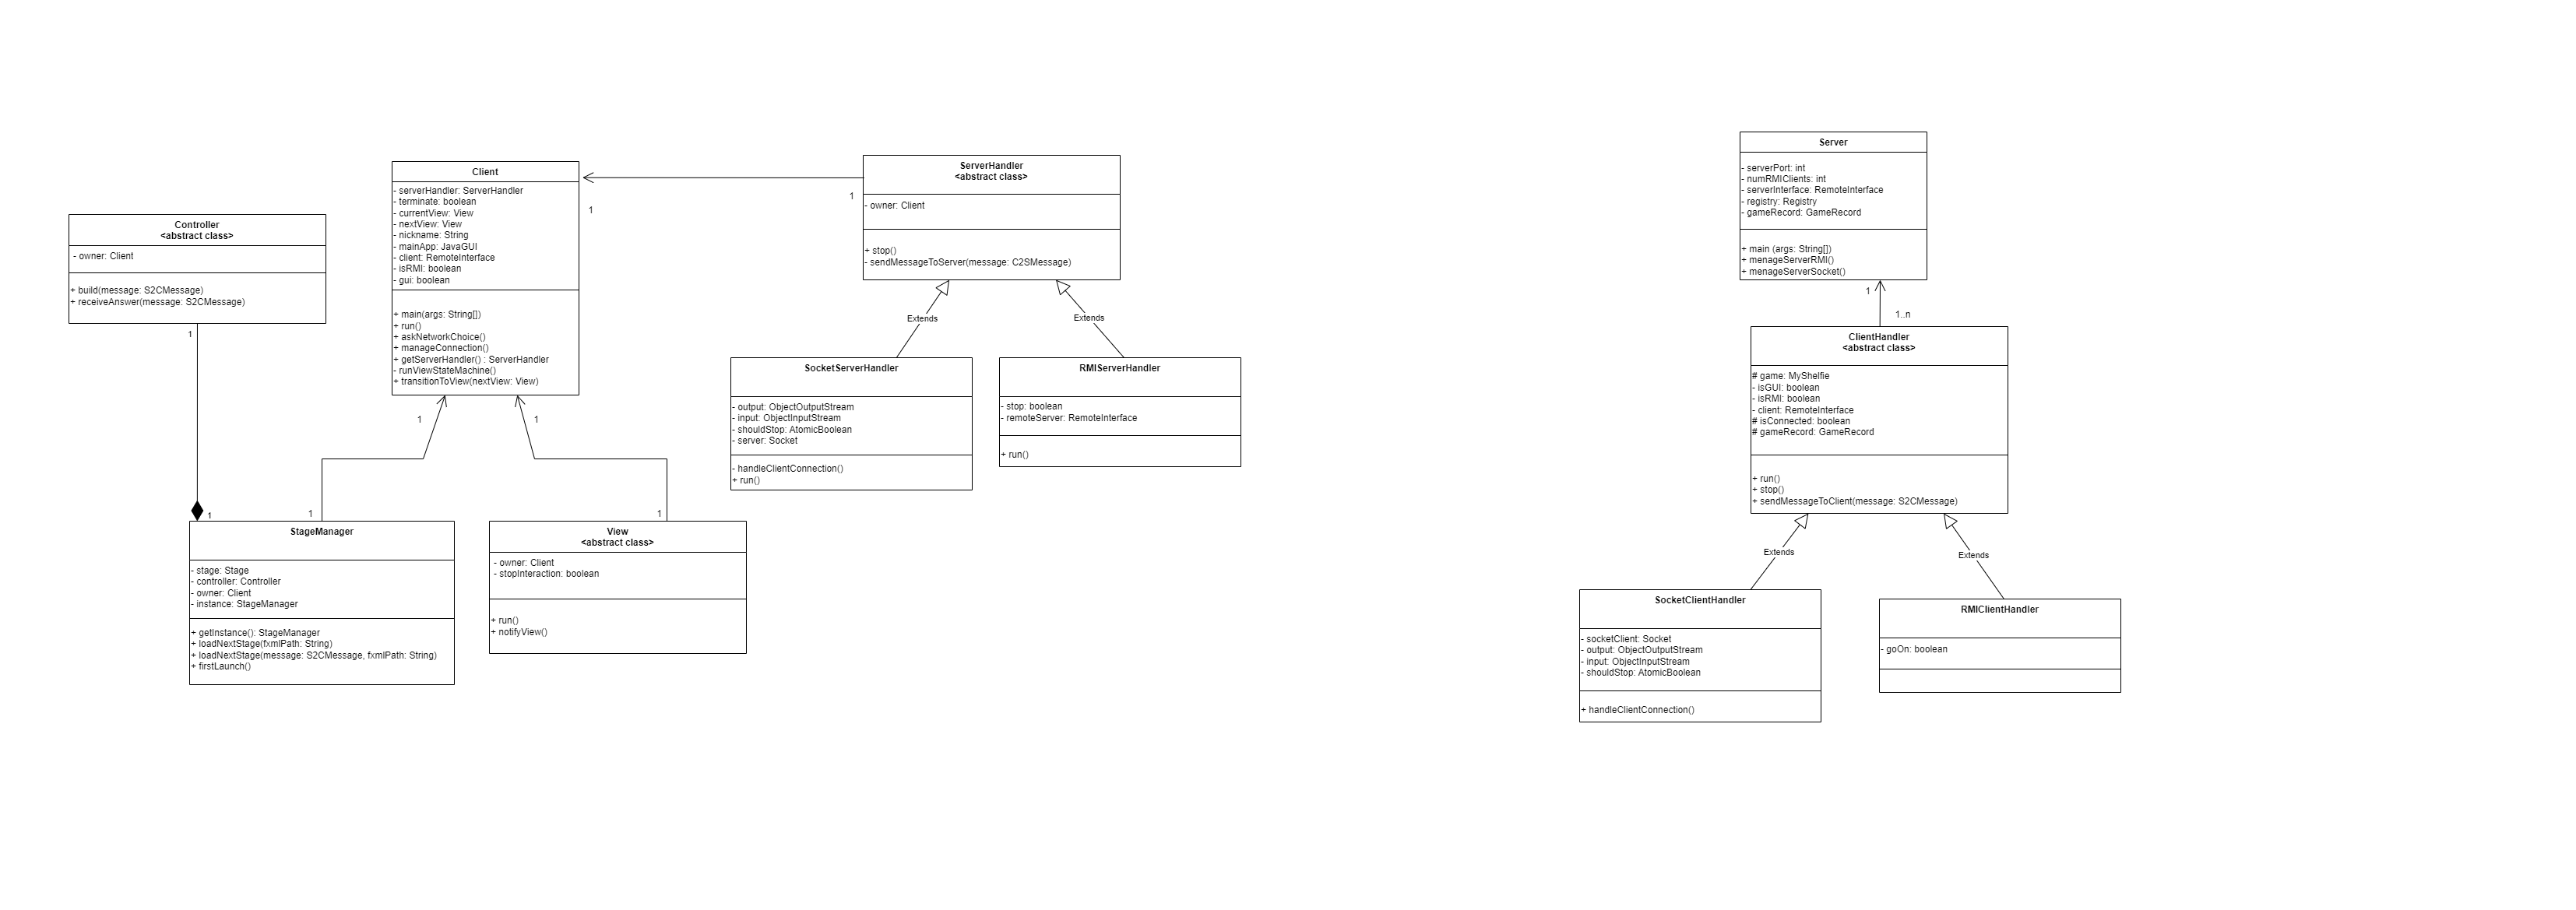 Controller
<abstract class>
- owner: Client
+ build(message: S2CMessage)
+ receiveAnswer(message: S2CMessage)
1
1
Client
- serverHandler: ServerHandler
- terminate: boolean
- currentView: View
- nextView: View
- nickname: String
- mainApp: JavaGUI
- client: RemoteInterface
- isRMI: boolean
- gui: boolean
+ main(args: String[])
+ run()
+ askNetworkChoice()
+ manageConnection()
+ getServerHandler() : ServerHandler
- runViewStateMachine()
+ transitionToView(nextView: View)
1
1
1
1
StageManager
- stage: Stage
- controller: Controller
- owner: Client
- instance: StageManager
+ getInstance(): StageManager
+ loadNextStage(fxmlPath: String)
+ loadNextStage(message: S2CMessage, fxmlPath: String)
+ firstLaunch()
View
<abstract class>
- owner: Client
- stopInteraction: boolean
+ run()
+ notifyView()
1
1
ServerHandler
<abstract class>
- owner: Client
+ stop()
- sendMessageToServer(message: C2SMessage)
Extends
Extends
SocketServerHandler
- output: ObjectOutputStream
- input: ObjectInputStream
- shouldStop: AtomicBoolean
- server: Socket
- handleClientConnection()
+ run()
RMIServerHandler
- stop: boolean
- remoteServer: RemoteInterface
+ run()
Server
- serverPort: int
- numRMIClients: int
- serverInterface: RemoteInterface
- registry: Registry
- gameRecord: GameRecord
+ main (args: String[])
+ menageServerRMI()
+ menageServerSocket()
1
1..n
ClientHandler
<abstract class>
# game: MyShelfie
- isGUI: boolean
- isRMI: boolean
- client: RemoteInterface
# isConnected: boolean
# gameRecord: GameRecord
+ run()
+ stop()
+ sendMessageToClient(message: S2CMessage)
Extends
Extends
SocketClientHandler
- socketClient: Socket
- output: ObjectOutputStream
- input: ObjectInputStream
- shouldStop: AtomicBoolean
+ handleClientConnection()
RMIClientHandler
- goOn: boolean